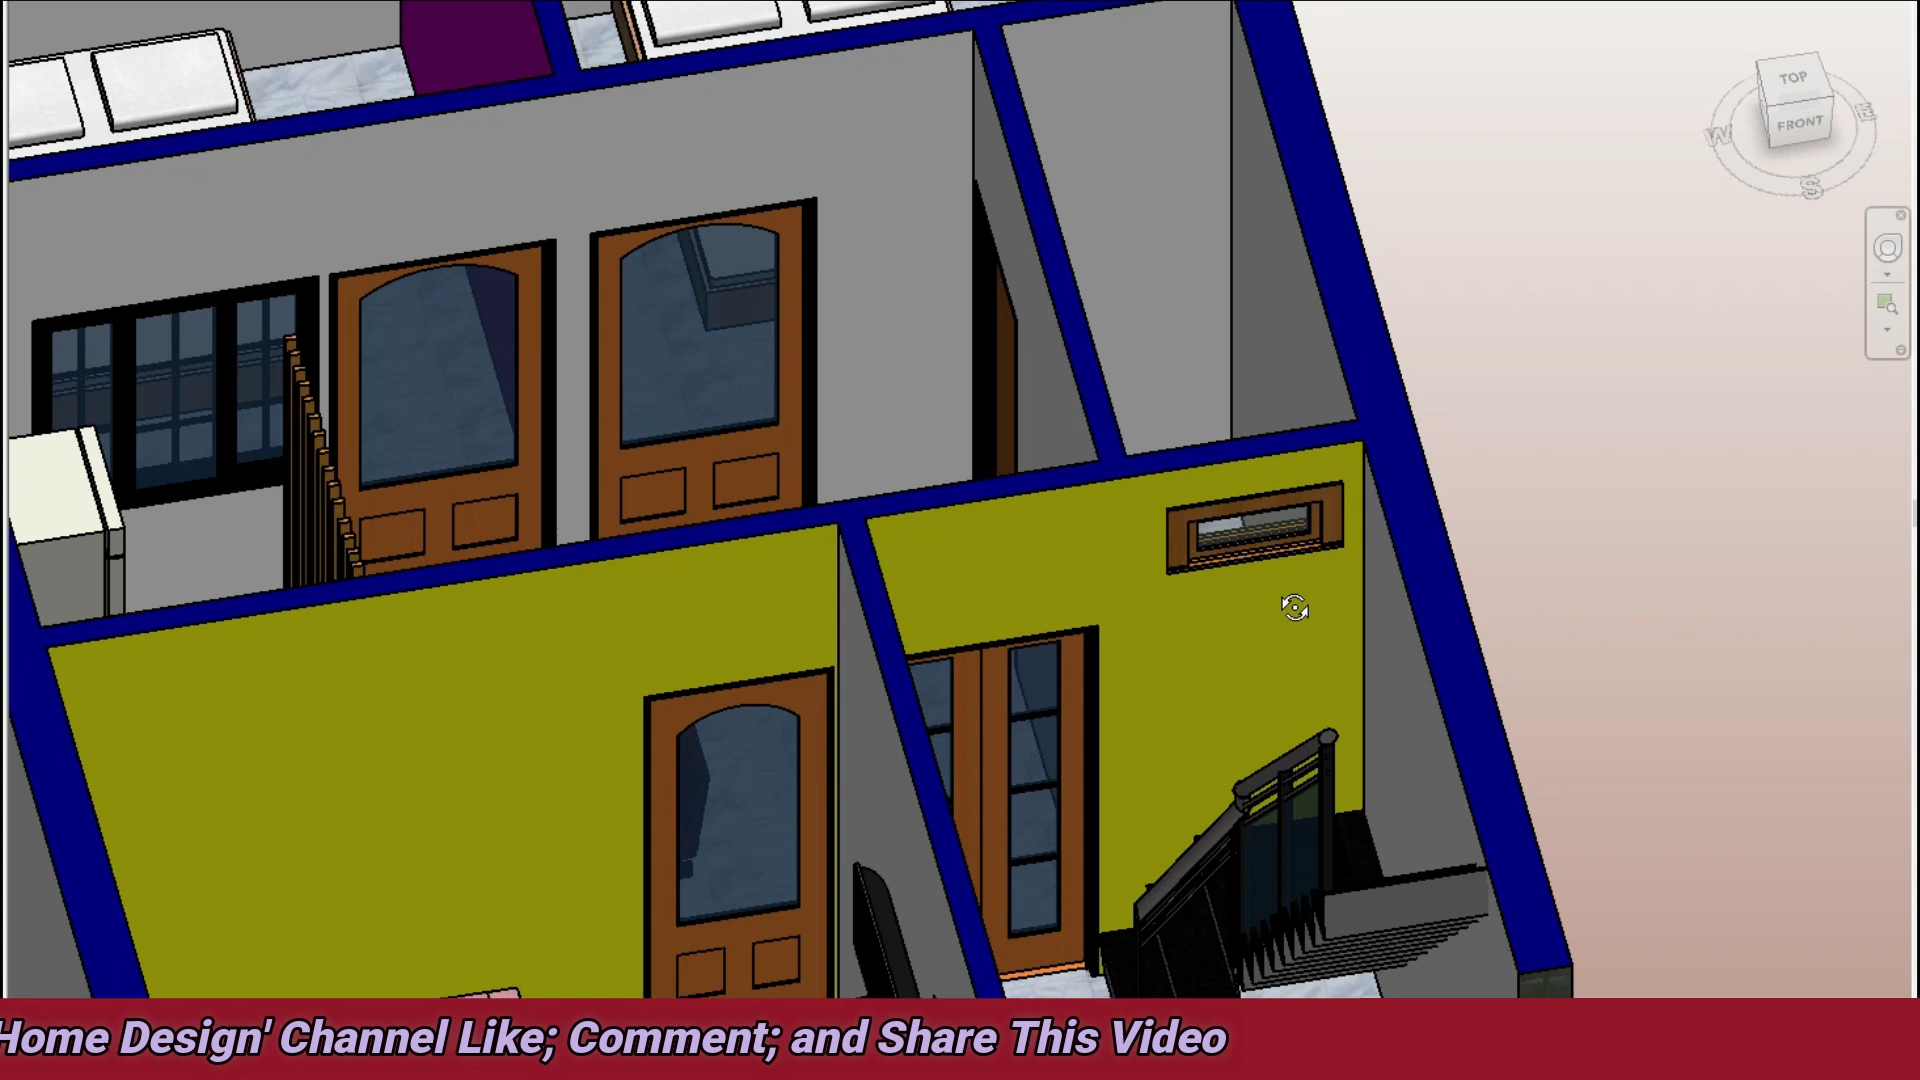 TOP
FRONT
W
E
S
Home Design' Channel Like; Comment; and Share This Video